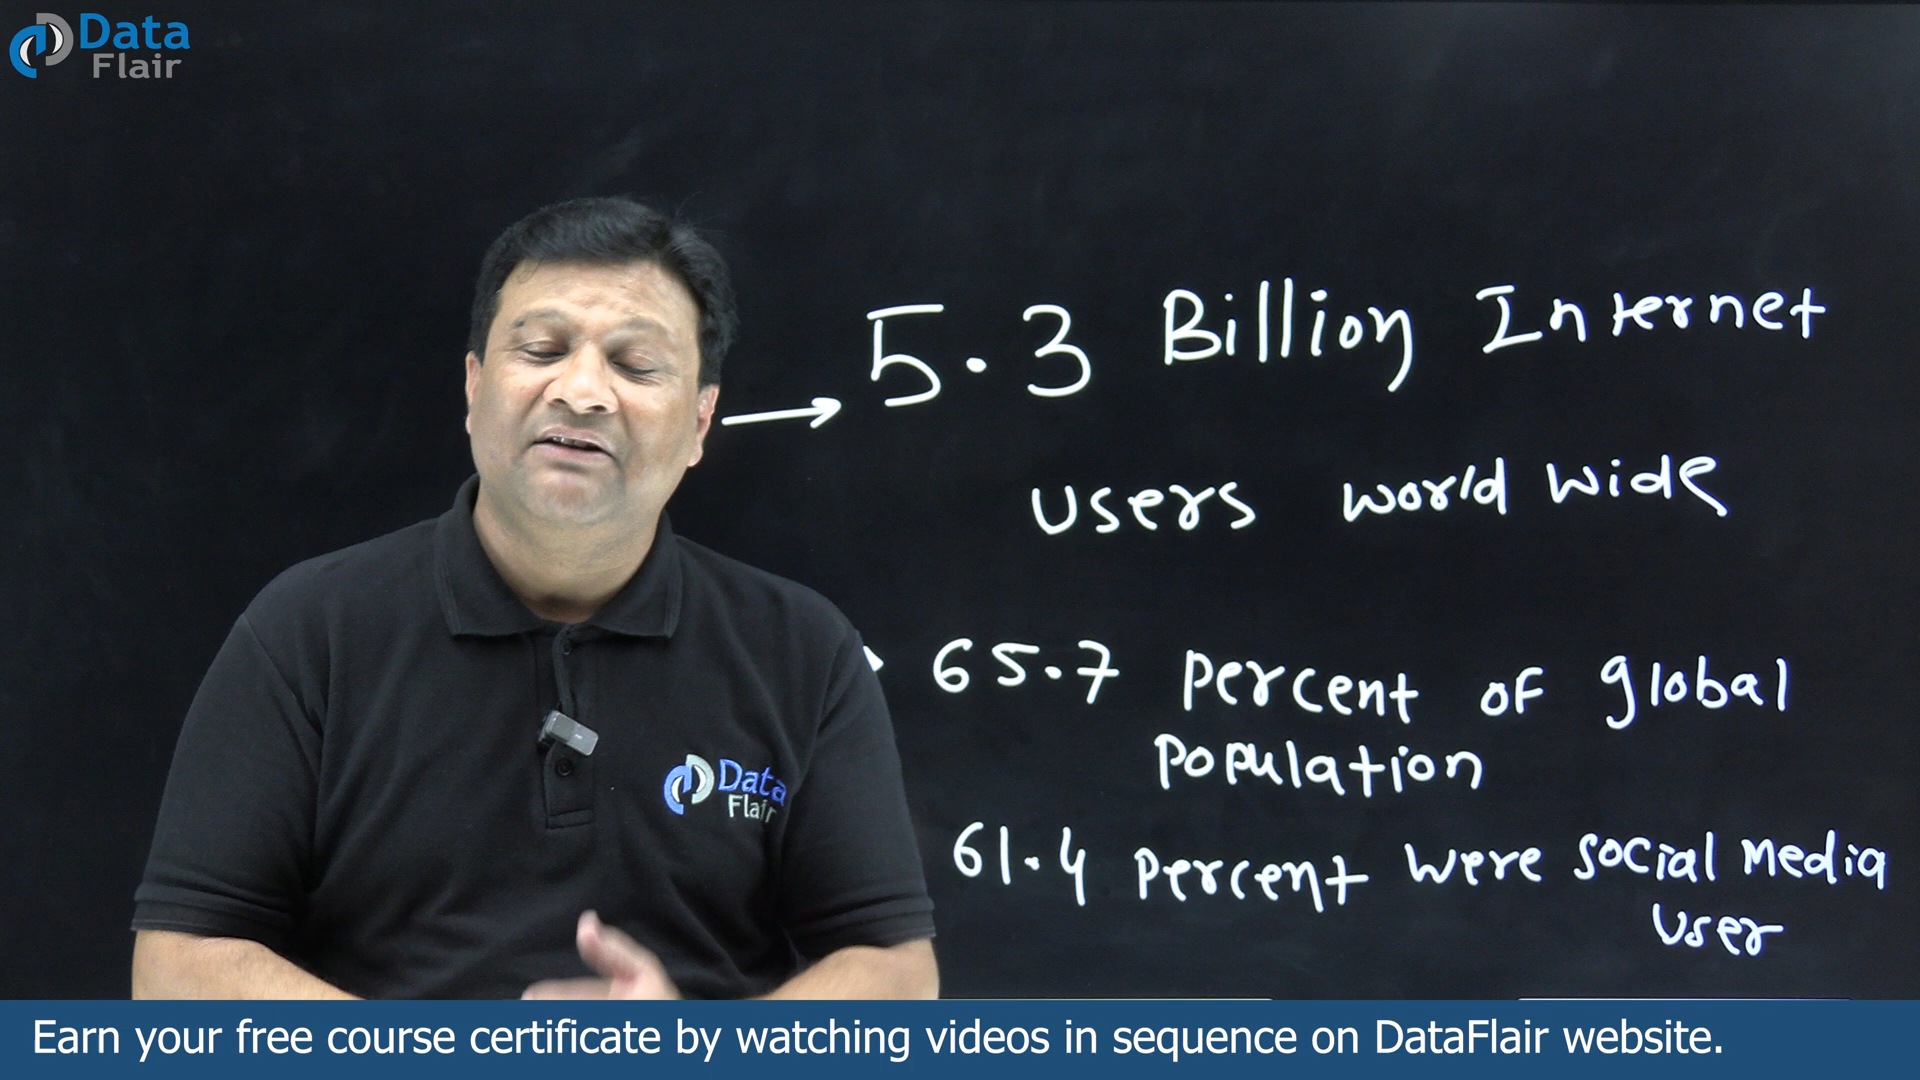 Data
Flair
5.3 Billion Internet
users world wide
65.7 percent of global
population
61.4 percent were social media
user
Data
Flair
Earn your free course certificate by watching videos in sequence on DataFlair website.